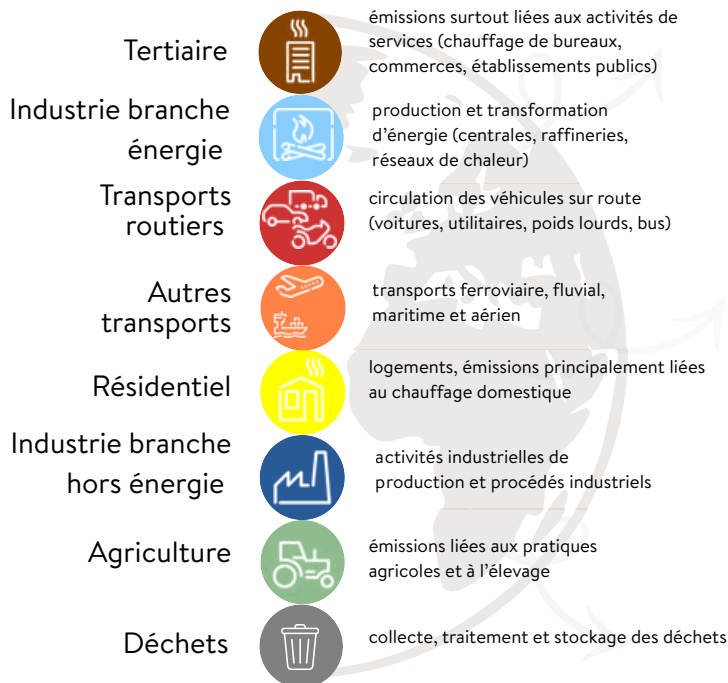 Tertiaire
émissions surtout liées aux activités de
services (chauffage de bureaux,
commerces, établissements publics)
Industrie branche
énergie
production et transformation
d'énergie (centrales, raffineries,
réseaux de chaleur)
Transports
routiers
circulation des véhicules sur route
(voitures, utilitaires, poids lourds, bus)
Autres
transports
transports ferroviaire, fluvial,
maritime et aérien
Résidentiel
logements, émissions principalement liées
au chauffage domestique
Industrie branche
hors énergie
activités industrielles de
production et procédés industriels
Agriculture
émissions liées aux pratiques
agricoles et à l'élevage
Déchets
collecte, traitement et stockage des déchets